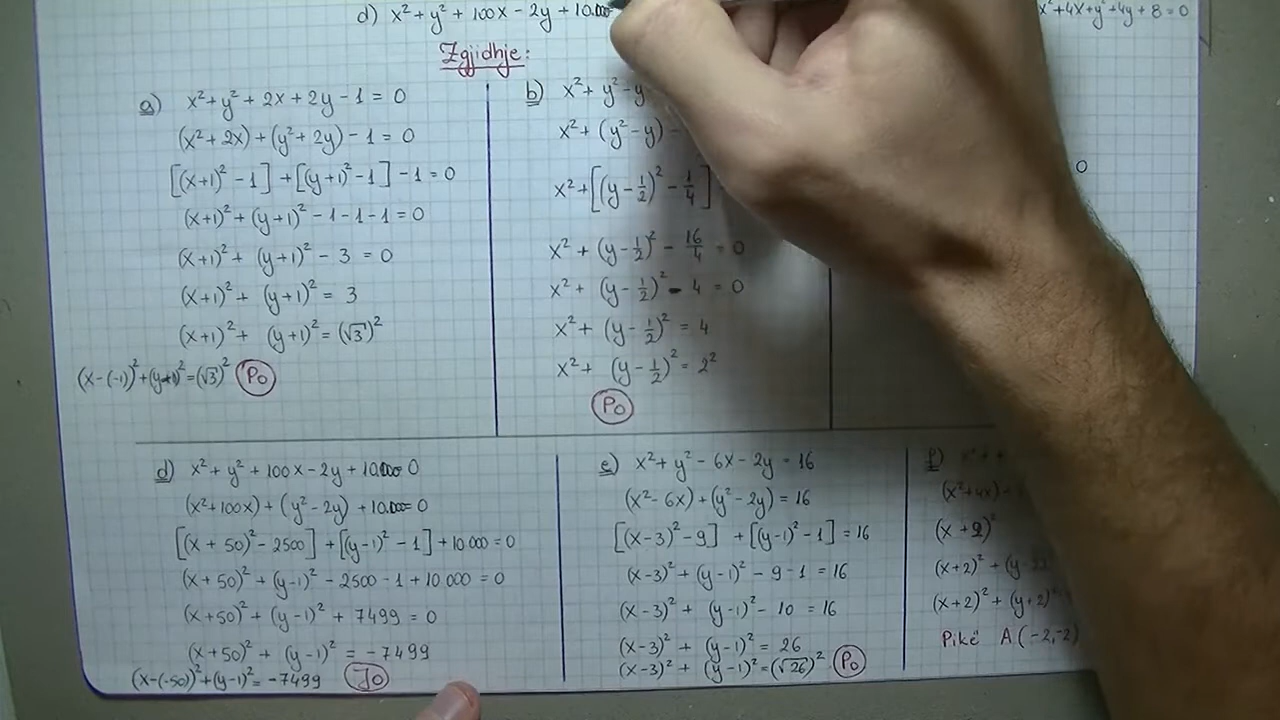 d) x² + y² + 100x - 2y + 10.000
x²+4x+y²+4y+8=0
Zgjidhje:
a) x²+y²+2x+2y-1=0
(x²+2x)+(y²+2y)-1=0
[(x+1)²-1]+[(y+1)²-1]-1=0
(x+1)²+(y+1)²-1-1-1=0
(x+1)²+(y+1)²-3=0
(x+1)²+(y+1)²=3
(x+1)²+(y+1)²=(√3)²
(x-(-1))²+(y+1)²=(√3)² Po
b) x²+y²-y
x²+(y²-y)-
x²+[(y-1/2)²-1/4]
x²+(y-1/2)²-16/4=0
x²+(y-1/2)²-4=0
x²+(y-1/2)²=4
x²+(y-1/2)²=2²
Po
0
d) x²+y²+100x-2y+10.000=0
(x²+100x)+(y²-2y)+10.000=0
[(x+50)²-2500]+[(y-1)²-1]+10.000=0
(x+50)²+(y-1)²-2500-1+10 000=0
(x+50)²+(y-1)²+7499=0
(x+50)²+(y-1)²=-7499
(x-(-50))²+(y-1)²=-7499 Jo
e) x²+y²-6x-2y=16
(x²-6x)+(y²-2y)=16
[(x-3)²-9]+[(y-1)²-1]=16
(x-3)²+(y-1)²-9-1=16
(x-3)²+(y-1)²-10=16
(x-3)²+(y-1)²=26
(x-3)²+(y-1)²=(√26)² Po
f)
(x²+4x)
(x+2)²
(x+2)²+(y
(x+2)²+(y+2)²
Pikë A(-2,-2)